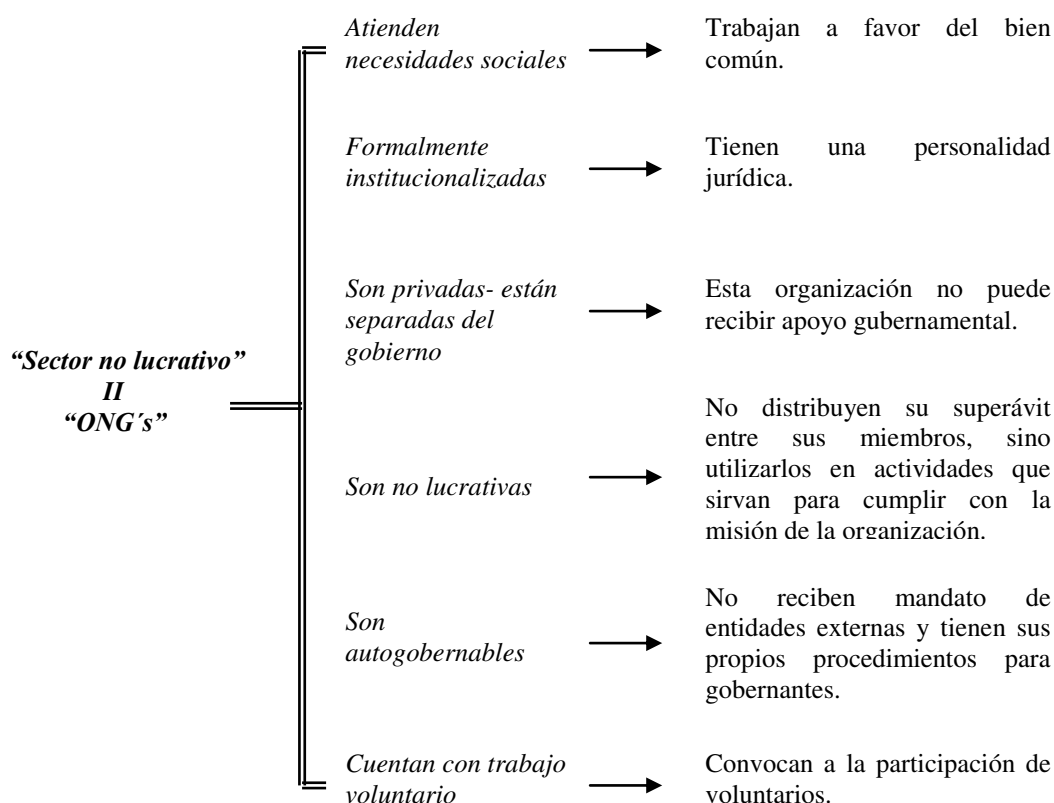 Atienden
necesidades sociales
Trabajan a favor del bien
común.
Formalmente
institucionalizadas
Tienen una personalidad
jurídica.
Son privadas- están
separadas del
gobierno
Esta organización no puede
recibir apoyo gubernamental.
“Sector no lucrativo”
II
“ONG´s”
Son no lucrativas
No distribuyen su superávit
entre sus miembros, sino
utilizarlos en actividades que
sirvan para cumplir con la
misión de la organización.
Son
autogobernables
No reciben mandato de
entidades externas y tienen sus
propios procedimientos para
gobernantes.
Cuentan con trabajo
voluntario
Convocan a la participación de
voluntarios.